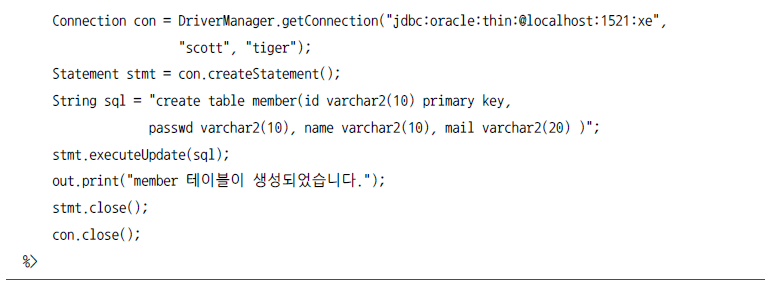 Connection con = DriverManager.getConnection("jdbc:oracle:thin:@localhost:1521:xe",
"scott", "tiger");
Statement stmt = con.createStatement();
String sql = "create table member(id varchar2(10) primary key,
passwd varchar2(10), name varchar2(10), mail varchar2(20) )";
stmt.executeUpdate(sql);
out.print("member 테이블이 생성되었습니다.");
stmt.close();
con.close();
%>